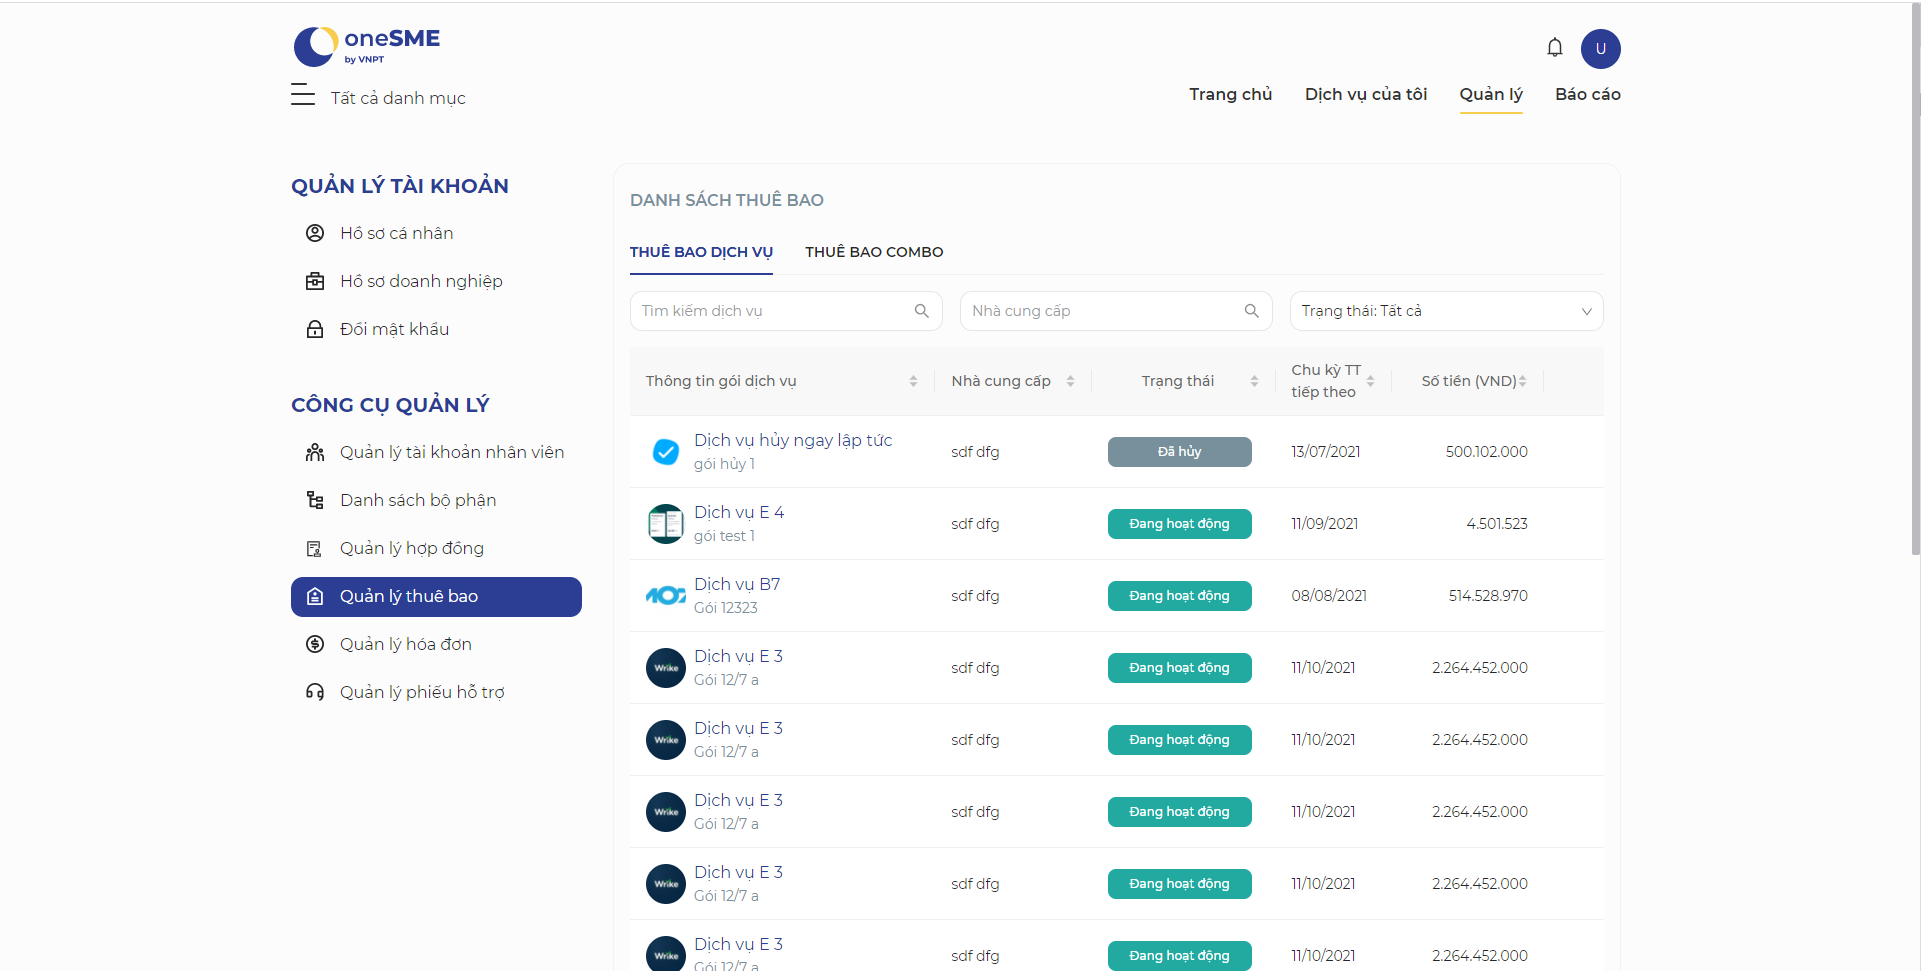 oneSME
by VNPT
U
Tất cả danh mục
Trang chủ
Dịch vụ của tôi
Quản lý
Báo cáo
QUẢN LÝ TÀI KHOẢN
Hồ sơ cá nhân
Hồ sơ doanh nghiệp
Đổi mật khẩu
CÔNG CỤ QUẢN LÝ
Quản lý tài khoản nhân viên
Danh sách bộ phận
Quản lý hợp đồng
Quản lý thuê bao
Quản lý hóa đơn
Quản lý phiếu hỗ trợ
DANH SÁCH THUÊ BAO
THUÊ BAO DỊCH VỤ
THUÊ BAO COMBO
Tìm kiếm dịch vụ
Nhà cung cấp
Trạng thái: Tất cả
Thông tin gói dịch vụ
Nhà cung cấp
Trạng thái
Chu kỳ TT
tiếp theo
Số tiền (VND)
Dịch vụ hủy ngay lập tức
gói hủy 1
sdf dfg
Đã hủy
13/07/2021
500.102.000
Dịch vụ E 4
gói test 1
sdf dfg
Đang hoạt động
11/09/2021
4.501.523
Dịch vụ B7
Gói 12323
sdf dfg
Đang hoạt động
08/08/2021
514.528.970
Wrike
Dịch vụ E 3
Gói 12/7 a
sdf dfg
Đang hoạt động
11/10/2021
2.264.452.000
Wrike
Dịch vụ E 3
Gói 12/7 a
sdf dfg
Đang hoạt động
11/10/2021
2.264.452.000
Wrike
Dịch vụ E 3
Gói 12/7 a
sdf dfg
Đang hoạt động
11/10/2021
2.264.452.000
Wrike
Dịch vụ E 3
Gói 12/7 a
sdf dfg
Đang hoạt động
11/10/2021
2.264.452.000
Wrike
Dịch vụ E 3
Gói 12/7 a
sdf dfg
Đang hoạt động
11/10/2021
2.264.452.000